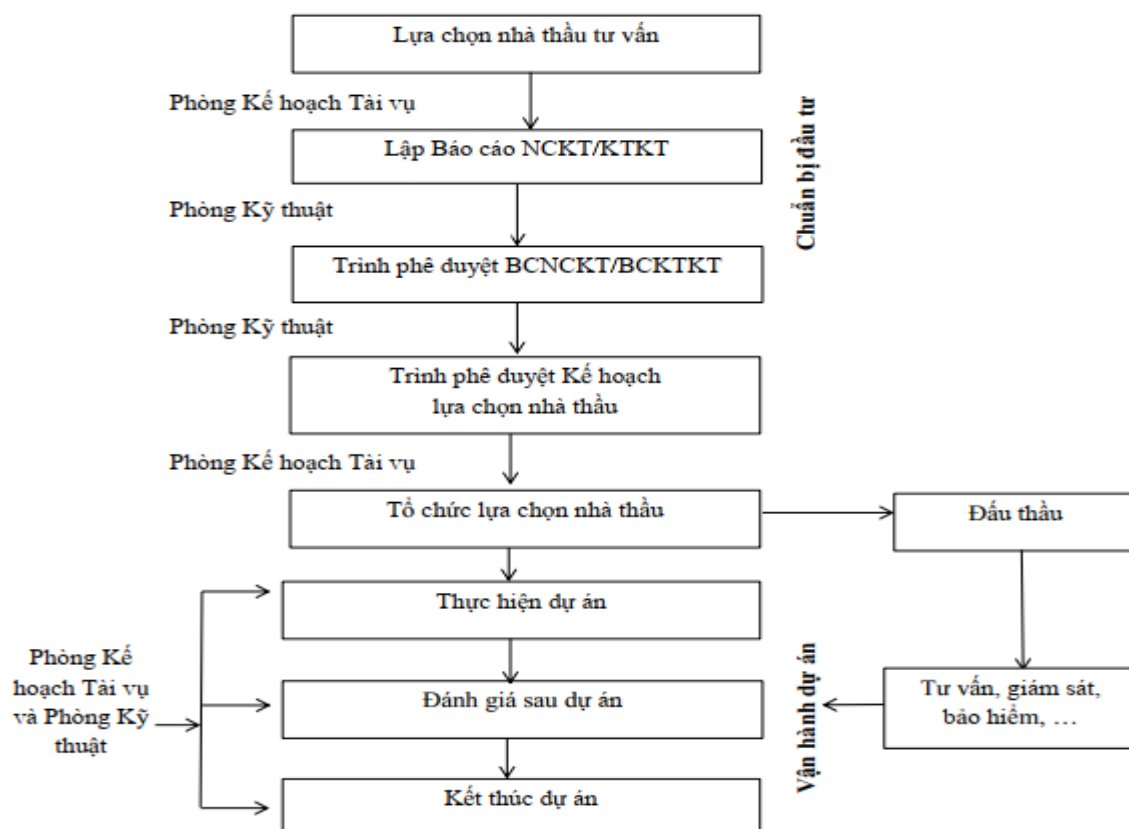 Lựa chọn nhà thầu tư vấn
Phòng Kế hoạch Tài vụ
Lập Báo cáo NCKT/KTKT
Chuẩn bị đầu tư
Phòng Kỹ thuật
Trình phê duyệt BCNCKT/BCKTKT
Phòng Kỹ thuật
Trình phê duyệt Kế hoạch
lựa chọn nhà thầu
Phòng Kế hoạch Tài vụ
Tổ chức lựa chọn nhà thầu
Đấu thầu
Thực hiện dự án
Phòng Kế
hoạch Tài vụ
và Phòng Kỹ
thuật
Đánh giá sau dự án
Vận hành dự án
Tư vấn, giám sát,
bảo hiểm, …
Kết thúc dự án